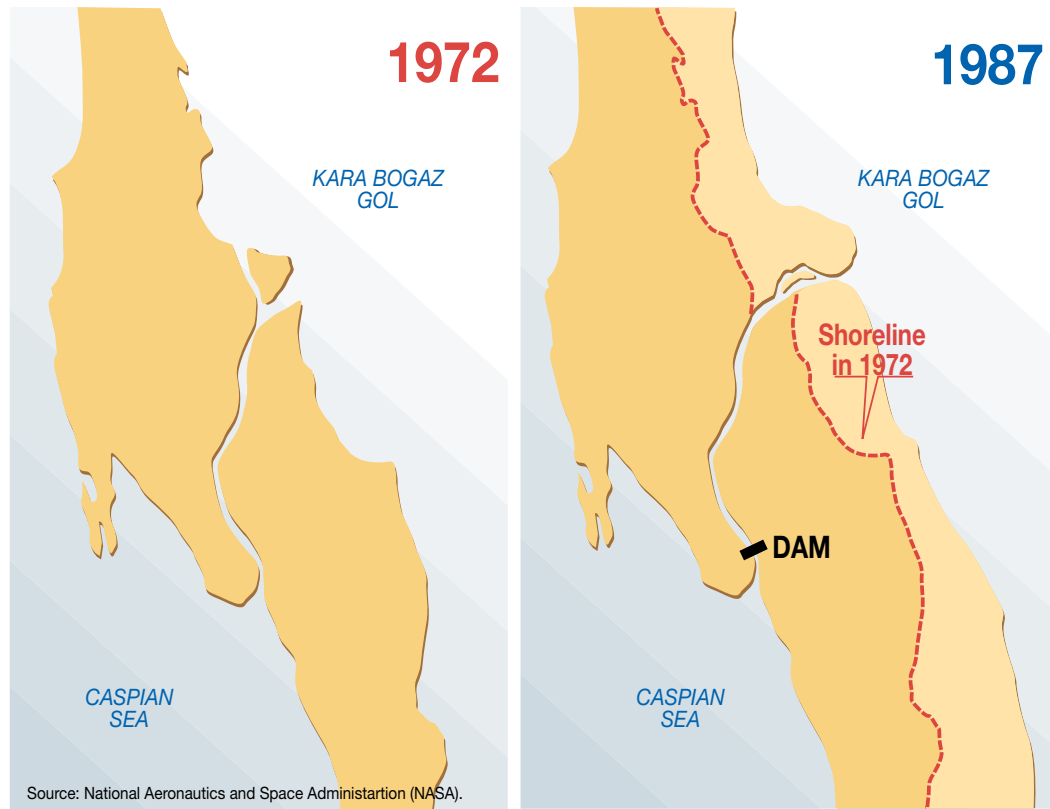 1972
KARA BOGAZ
GOL
CASPIAN
SEA
Source: National Aeronautics and Space Administartion (NASA).
1987
KARA BOGAZ
GOL
Shoreline
in 1972
DAM
CASPIAN
SEA